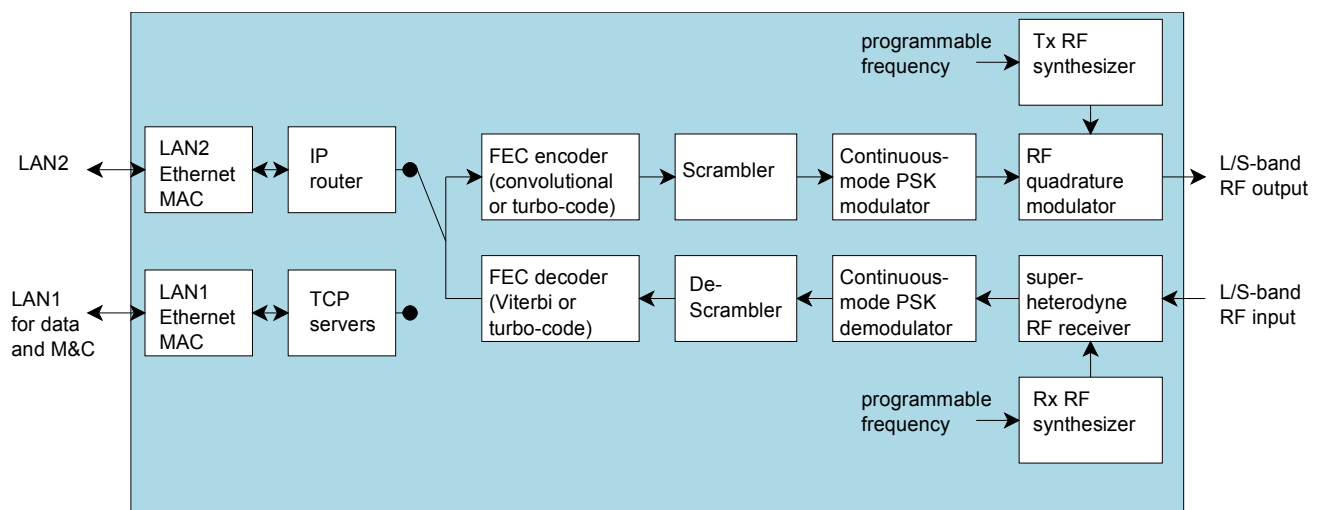 programmable
frequency
Tx RF
synthesizer
LAN2
LAN2
Ethernet
MAC
IP
router
FEC encoder
(convolutional
or turbo-code)
Scrambler
Continuous-
mode PSK
modulator
RF
quadrature
modulator
L/S-band
RF output
LAN1
for data
and M&C
LAN1
Ethernet
MAC
TCP
servers
FEC decoder
(Viterbi or
turbo-code)
De-
Scrambler
Continuous-
mode PSK
demodulator
super-
heterodyne
RF receiver
L/S-band
RF input
programmable
frequency
Rx RF
synthesizer